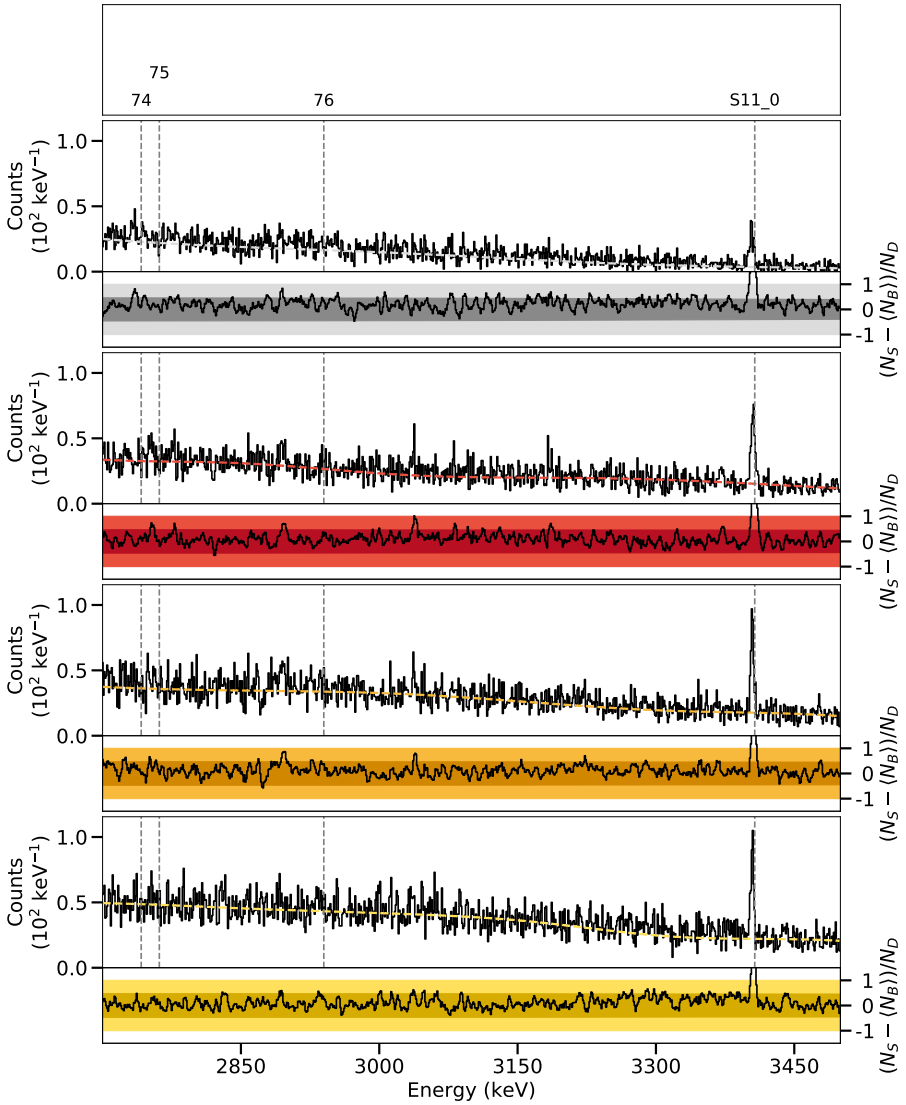 75
74 76 S11_0
1.0
0.5
0.0
Counts
(10² keV⁻¹)
1
0
-1
(N_S − ⟨N_B⟩)/N_D
1.0
0.5
0.0
Counts
(10² keV⁻¹)
1
0
-1
(N_S − ⟨N_B⟩)/N_D
1.0
0.5
0.0
Counts
(10² keV⁻¹)
1
0
-1
(N_S − ⟨N_B⟩)/N_D
1.0
0.5
0.0
Counts
(10² keV⁻¹)
1
0
-1
(N_S − ⟨N_B⟩)/N_D
2850 3000 3150 3300 3450
Energy (keV)